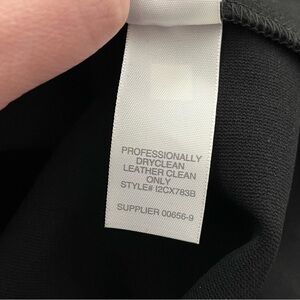 PROFESSIONALLY
DRYCLEAN
LEATHER CLEAN
ONLY
STYLE# I2CX783B
SUPPLIER 00656-9